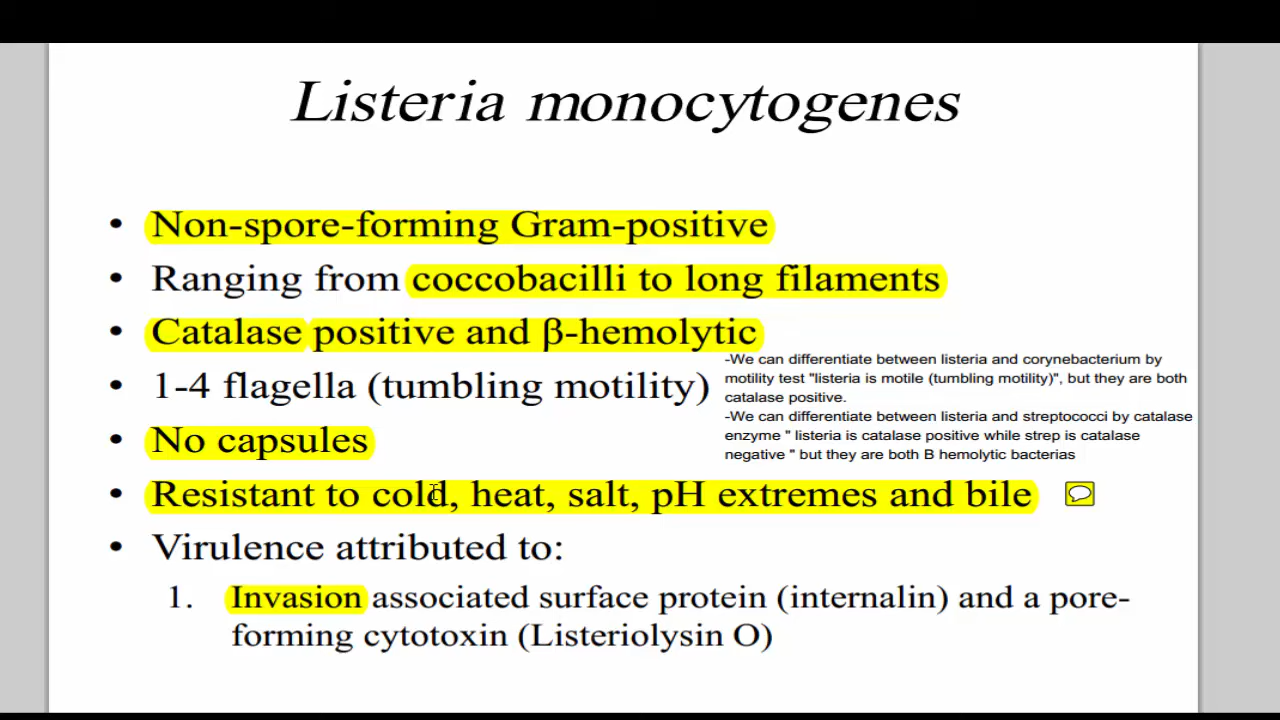 Listeria monocytogenes
• Non-spore-forming Gram-positive
• Ranging from coccobacilli to long filaments
• Catalase positive and β-hemolytic
• 1-4 flagella (tumbling motility)
-We can differentiate between listeria and corynebacterium by
motility test "listeria is motile (tumbling motility)", but they are both
catalase positive.
-We can differentiate between listeria and streptococci by catalase
enzyme " listeria is catalase positive while strep is catalase
negative " but they are both B hemolytic bacterias
• No capsules
• Resistant to cold, heat, salt, pH extremes and bile
• Virulence attributed to:
1. Invasion associated surface protein (internalin) and a pore-
forming cytotoxin (Listeriolysin O)